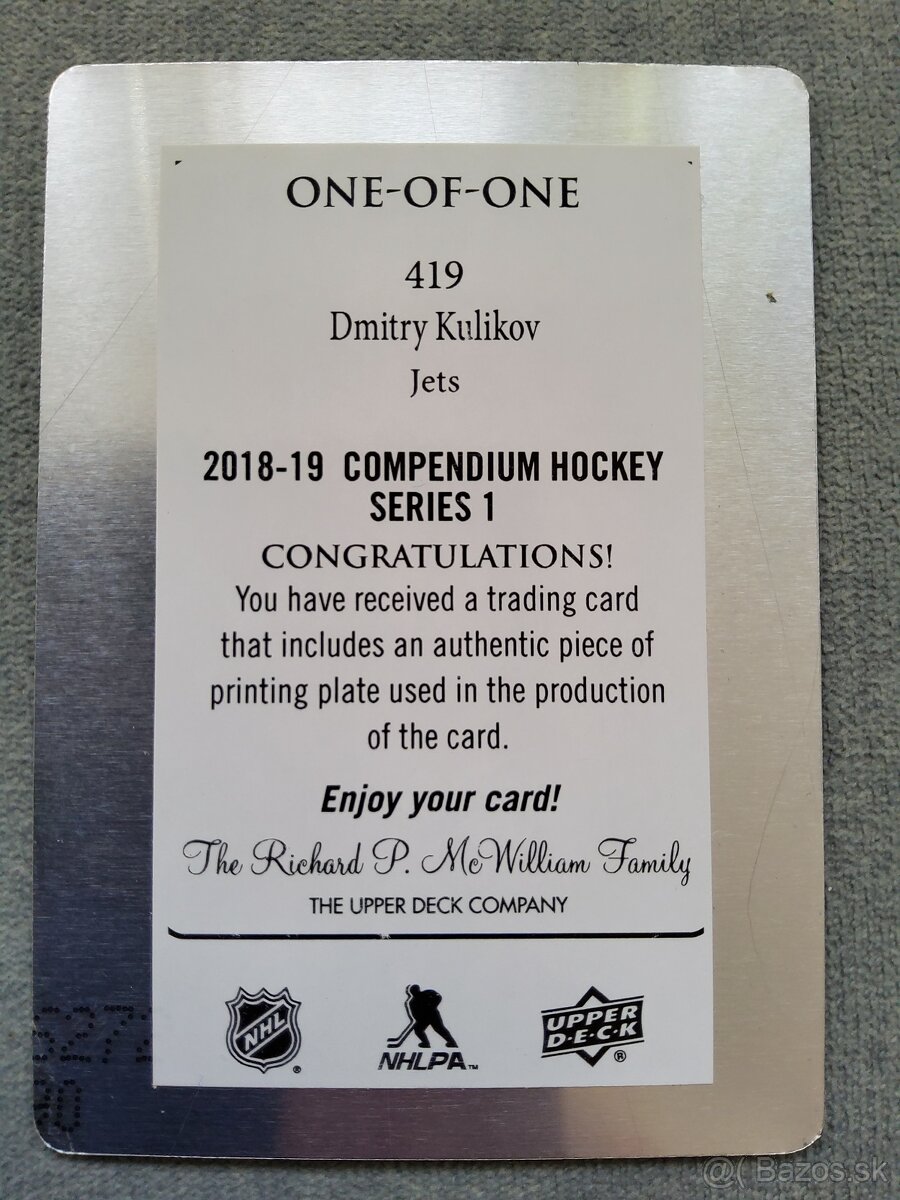 ONE-OF-ONE
419
Dmitry Kulikov
Jets
2018-19 COMPENDIUM HOCKEY
SERIES 1
CONGRATULATIONS!
You have received a trading card
that includes an authentic piece of
printing plate used in the production
of the card.
Enjoy your card!
The Richard P. McWilliam Family
THE UPPER DECK COMPANY
NHL ®
NHLPA™
UPPER
D·E·C·K ®
@( Bazos.sk